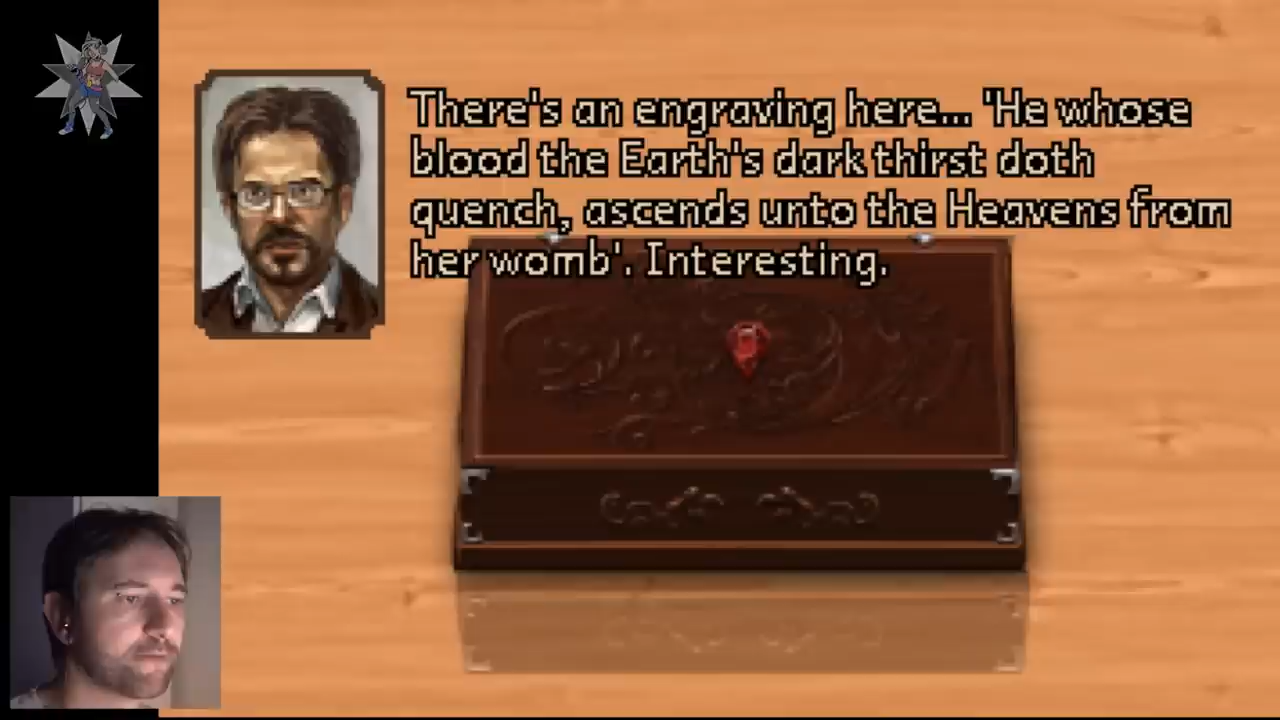 There's an engraving here... 'He whose
blood the Earth's dark thirst doth
quench, ascends unto the Heavens from
her womb'. Interesting.